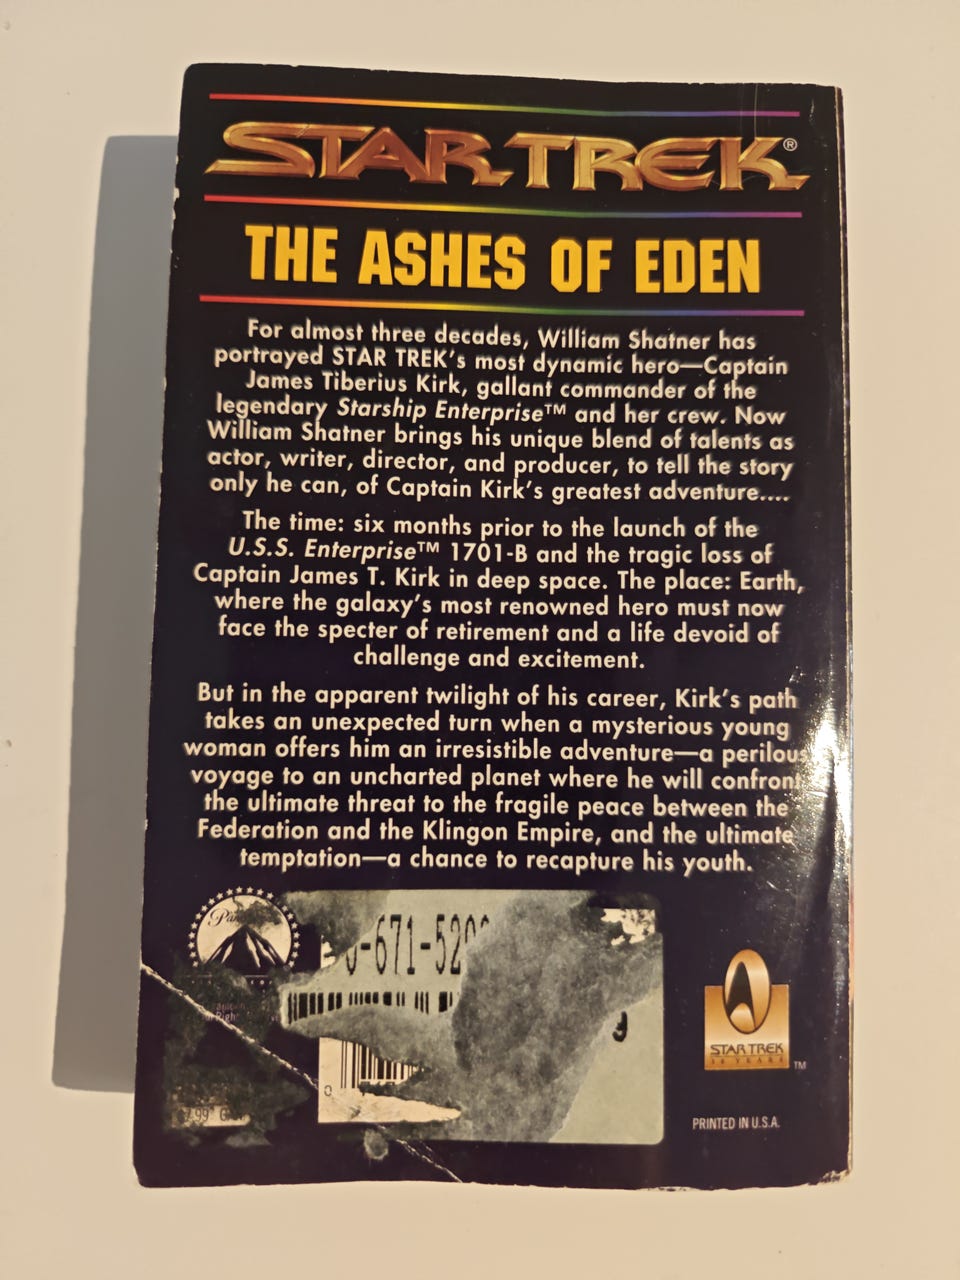 STAR TREK®
THE ASHES OF EDEN
For almost three decades, William Shatner has
portrayed STAR TREK's most dynamic hero—Captain
James Tiberius Kirk, gallant commander of the
legendary Starship Enterprise™ and her crew. Now
William Shatner brings his unique blend of talents as
actor, writer, director, and producer, to tell the story
only he can, of Captain Kirk's greatest adventure....
The time: six months prior to the launch of the
U.S.S. Enterprise™ 1701-B and the tragic loss of
Captain James T. Kirk in deep space. The place: Earth,
where the galaxy's most renowned hero must now
face the specter of retirement and a life devoid of
challenge and excitement.
But in the apparent twilight of his career, Kirk's path
takes an unexpected turn when a mysterious young
woman offers him an irresistible adventure—a perilous
voyage to an uncharted planet where he will confront
the ultimate threat to the fragile peace between the
Federation and the Klingon Empire, and the ultimate
temptation—a chance to recapture his youth.
-671-520
0
STAR TREK
30 YEARS
TM
PRINTED IN U.S.A.